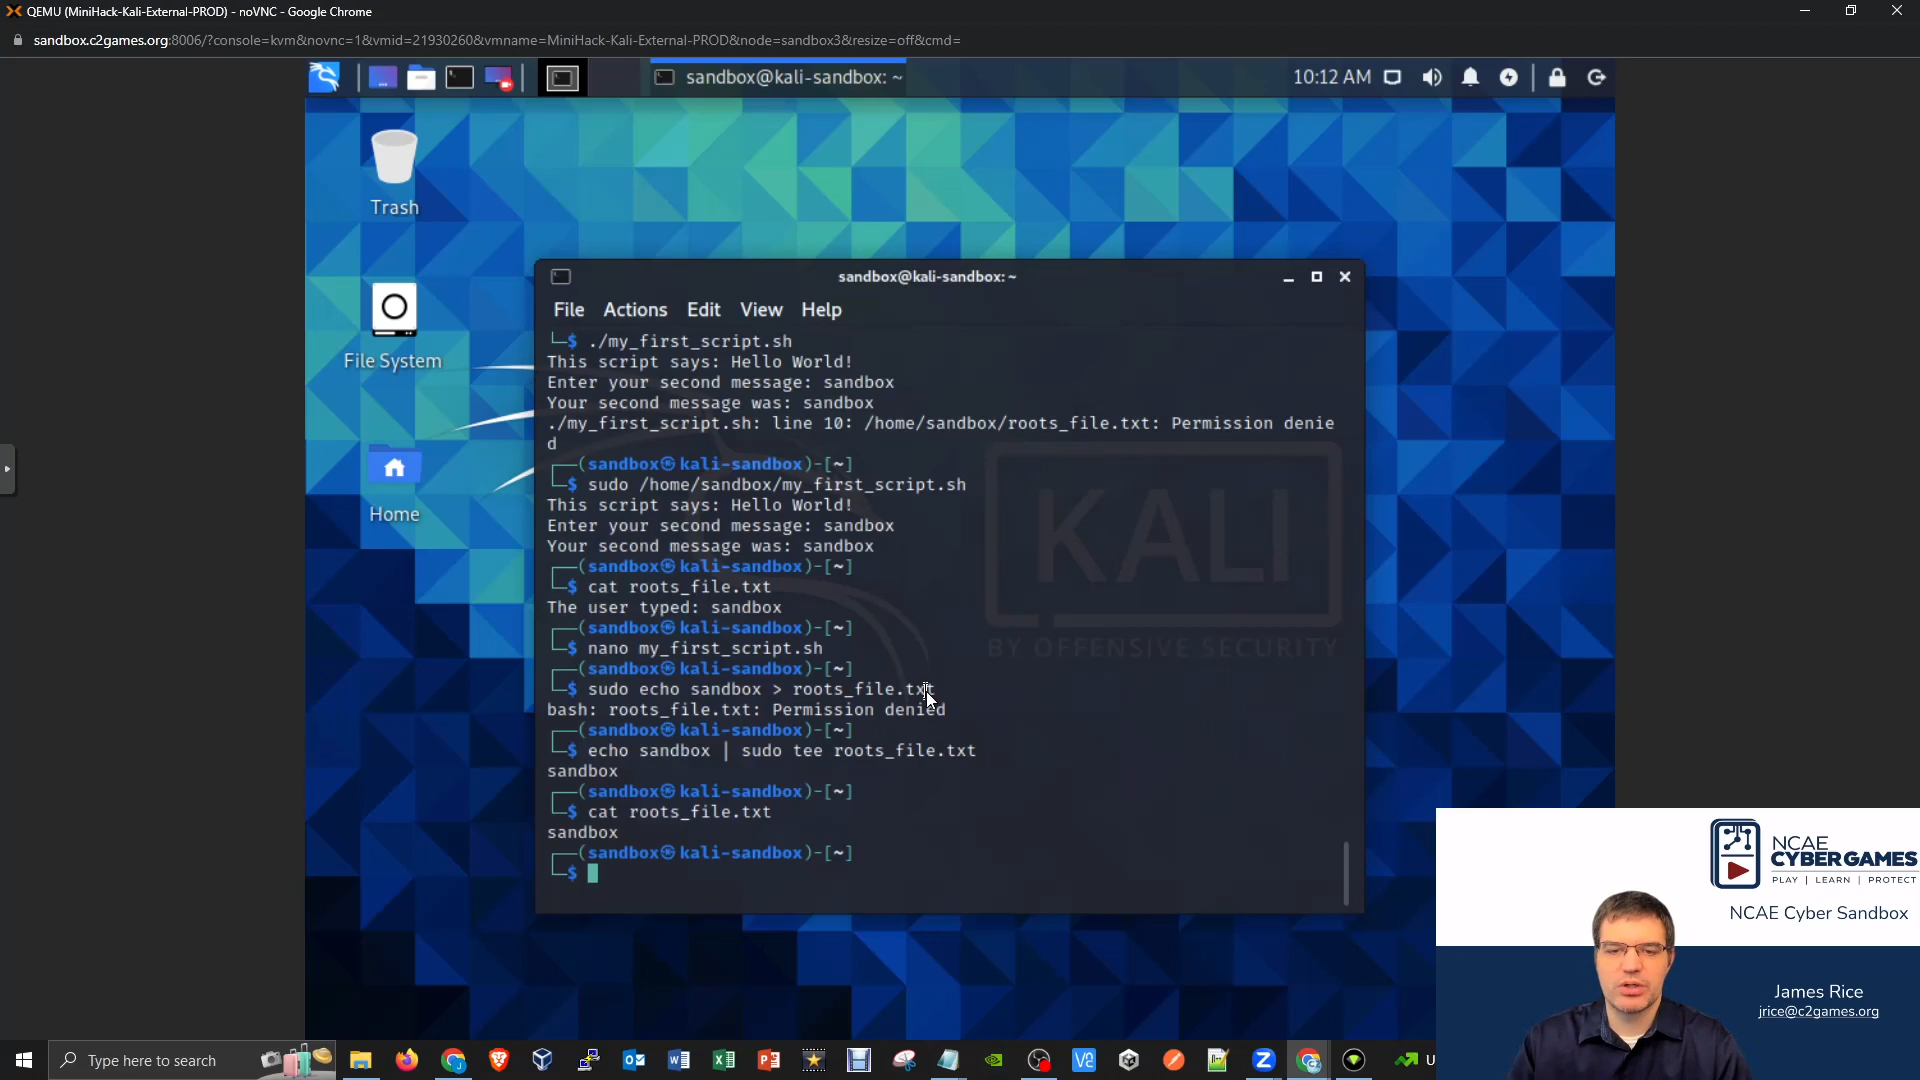 QEMU (MiniHack-Kali-External-PROD) - noVNC - Google Chrome
sandbox.c2games.org:8006/?console=kvm&novnc=1&vmid=21930260&vmname=MiniHack-Kali-External-PROD&node=sandbox3&resize=off&cmd=
sandbox@kali-sandbox: ~
10:12 AM
Trash
File System
Home
sandbox@kali-sandbox: ~
File Actions Edit View Help
└─$ ./my_first_script.sh
This script says: Hello World!
Enter your second message: sandbox
Your second message was: sandbox
./my_first_script.sh: line 10: /home/sandbox/roots_file.txt: Permission denie
d
┌──(sandbox㉿kali-sandbox)-[~]
└─$ sudo /home/sandbox/my_first_script.sh
This script says: Hello World!
Enter your second message: sandbox
Your second message was: sandbox
┌──(sandbox㉿kali-sandbox)-[~]
└─$ cat roots_file.txt
The user typed: sandbox
┌──(sandbox㉿kali-sandbox)-[~]
└─$ nano my_first_script.sh
┌──(sandbox㉿kali-sandbox)-[~]
└─$ sudo echo sandbox > roots_file.txt
bash: roots_file.txt: Permission denied
┌──(sandbox㉿kali-sandbox)-[~]
└─$ echo sandbox | sudo tee roots_file.txt
sandbox
┌──(sandbox㉿kali-sandbox)-[~]
└─$ cat roots_file.txt
sandbox
┌──(sandbox㉿kali-sandbox)-[~]
└─$
KALI
BY OFFENSIVE SECURITY
NCAE
CYBERGAMES
PLAY | LEARN | PROTECT
NCAE Cyber Sandbox
James Rice
jrice@c2games.org
Type here to search
U